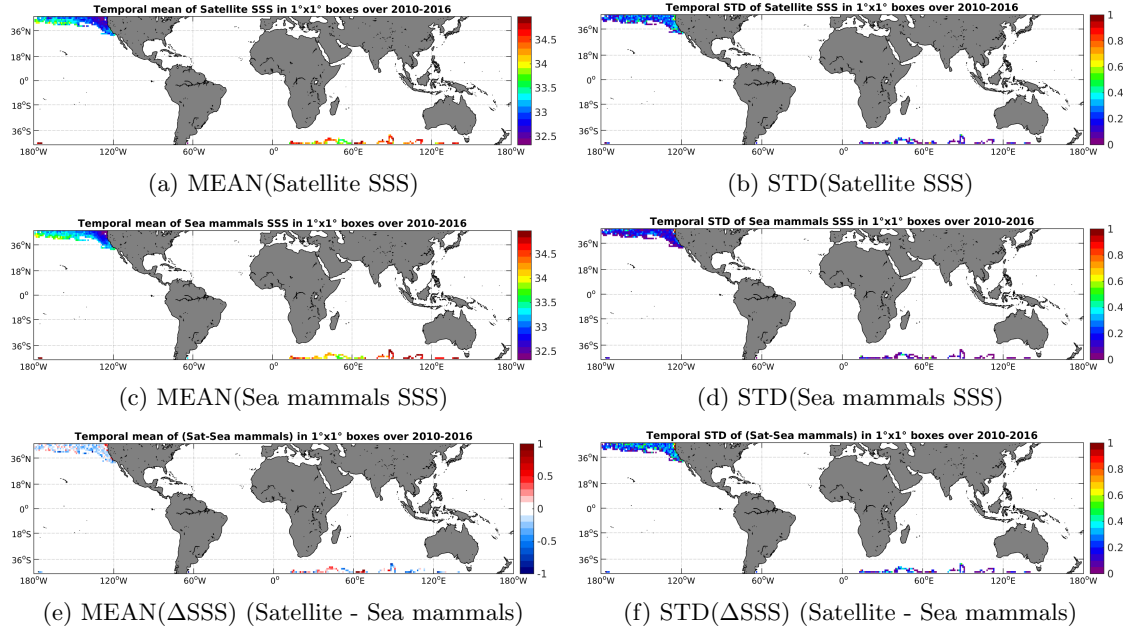 Temporal mean of Satellite SSS in 1°x1° boxes over 2010-2016
36°N
18°N
0°
18°S
36°S
180°W 120°W 60°W 0° 60°E 120°E 180°E
34.5
34
33.5
33
32.5
(a) MEAN(Satellite SSS)
Temporal STD of Satellite SSS in 1°x1° boxes over 2010-2016
36°N
18°N
0°
18°S
36°S
180°W 120°W 60°W 0° 60°E 120°E 180°E
1
0.8
0.6
0.4
0.2
0
(b) STD(Satellite SSS)
Temporal mean of Sea mammals SSS in 1°x1° boxes over 2010-2016
36°N
18°N
0°
18°S
36°S
180°W 120°W 60°W 0° 60°E 120°E 180°E
34.5
34
33.5
33
32.5
(c) MEAN(Sea mammals SSS)
Temporal STD of Sea mammals SSS in 1°x1° boxes over 2010-2016
36°N
18°N
0°
18°S
36°S
180°W 120°W 60°W 0° 60°E 120°E 180°E
1
0.8
0.6
0.4
0.2
0
(d) STD(Sea mammals SSS)
Temporal mean of (Sat-Sea mammals) in 1°x1° boxes over 2010-2016
36°N
18°N
0°
18°S
36°S
180°W 120°W 60°W 0° 60°E 120°E 180°E
1
0.5
0
-0.5
-1
(e) MEAN(ΔSSS) (Satellite - Sea mammals)
Temporal STD of (Sat-Sea mammals) in 1°x1° boxes over 2010-2016
36°N
18°N
0°
18°S
36°S
180°W 120°W 60°W 0° 60°E 120°E 180°E
1
0.8
0.6
0.4
0.2
0
(f) STD(ΔSSS) (Satellite - Sea mammals)